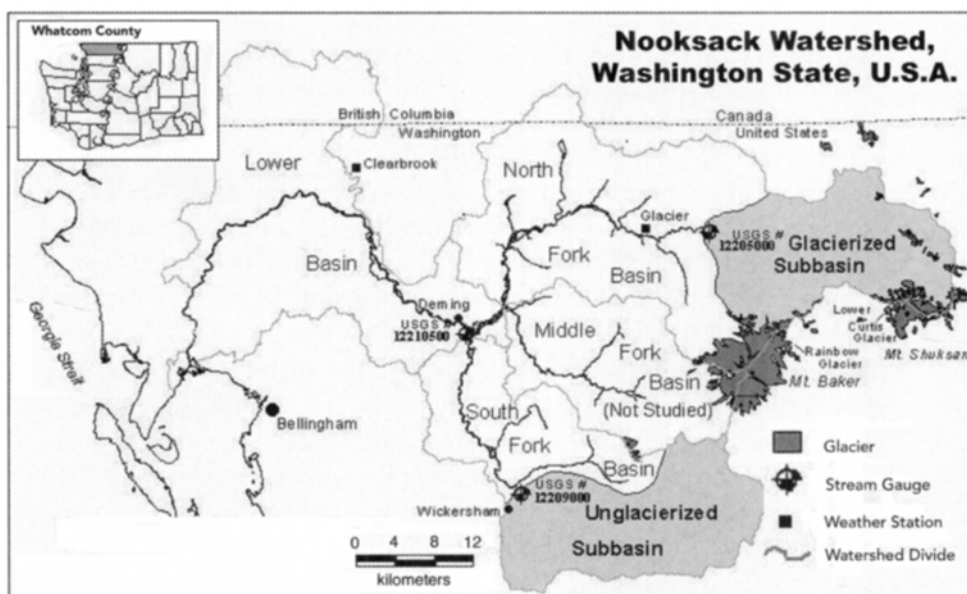 Whatcom County
Nooksack Watershed,
Washington State, U.S.A.
British Columbia
Washington
Canada
United States
Lower
Clearbrook
North
Glacier
USGS #
12205000
Glacierized
Subbasin
Fork
Basin
Basin
Deming
USGS #
12210500
Middle
Fork
Basin
(Not Studied)
Lower
Curtis
Glacier
Mt. Shuksan
Rainbow
Glacier
Mt. Baker
Georgia Strait
Bellingham
South
Fork
Basin
USGS #
12209000
Wickersham
Unglacierized
Subbasin
0 4 8 12
kilometers
Glacier
Stream Gauge
Weather Station
Watershed Divide